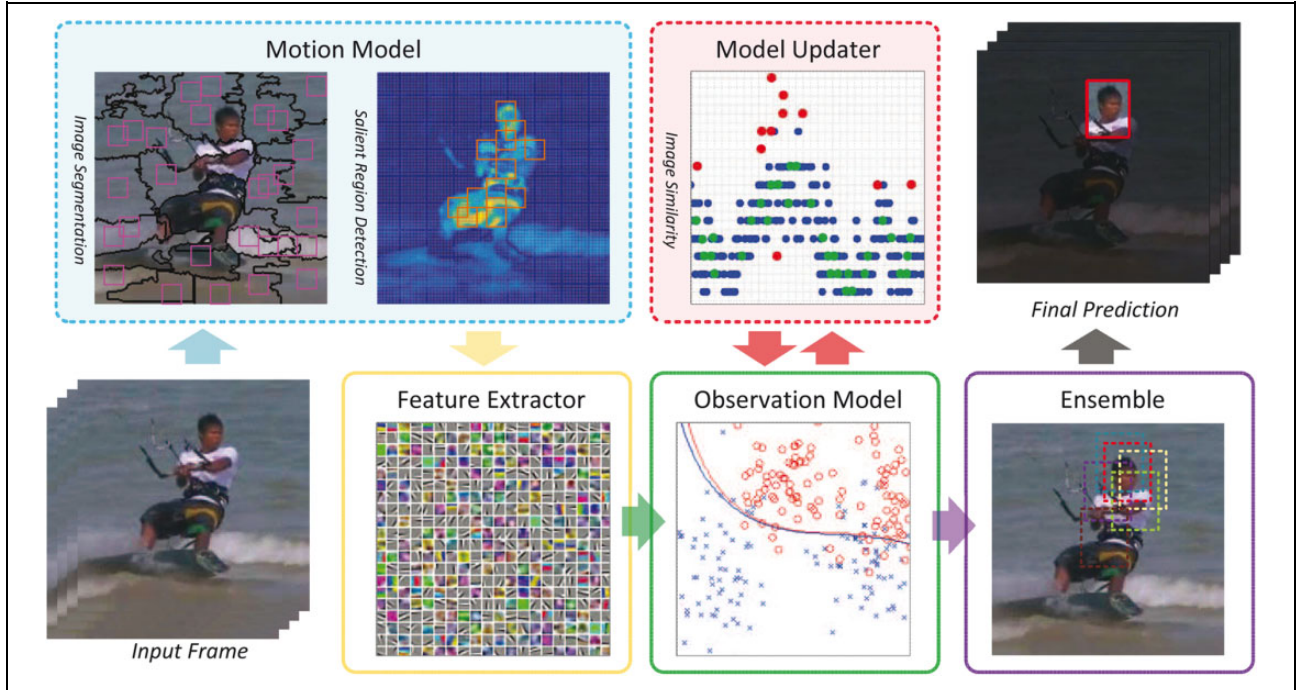 Motion Model
Image Segmentation
Salient Region Detection
Model Updater
Image Similarity
Final Prediction
Input Frame
Feature Extractor
Observation Model
Ensemble